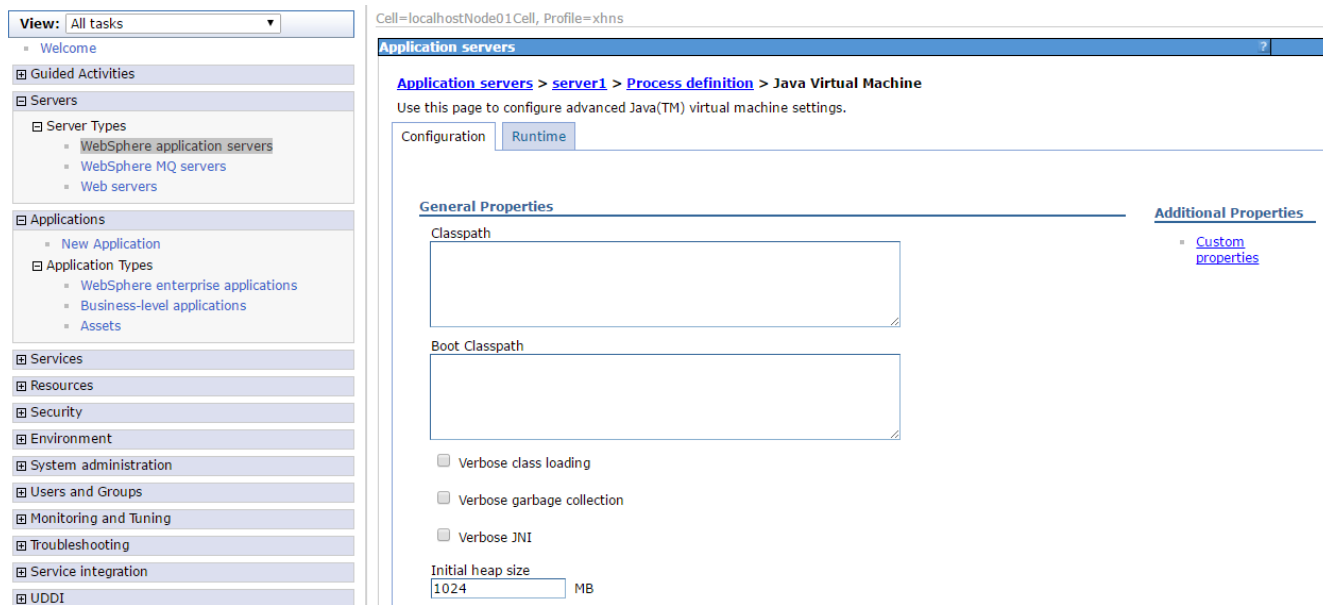 View: All tasks
Welcome
Guided Activities
Servers
Server Types
WebSphere application servers
WebSphere MQ servers
Web servers
Applications
New Application
Application Types
WebSphere enterprise applications
Business-level applications
Assets
Services
Resources
Security
Environment
System administration
Users and Groups
Monitoring and Tuning
Troubleshooting
Service integration
UDDI
Cell=localhostNode01Cell, Profile=xhns
Application servers ?
Application servers > server1 > Process definition > Java Virtual Machine
Use this page to configure advanced Java(TM) virtual machine settings.
Configuration Runtime
General Properties
Classpath
Boot Classpath
Verbose class loading
Verbose garbage collection
Verbose JNI
Initial heap size
1024 MB
Additional Properties
Custom
properties